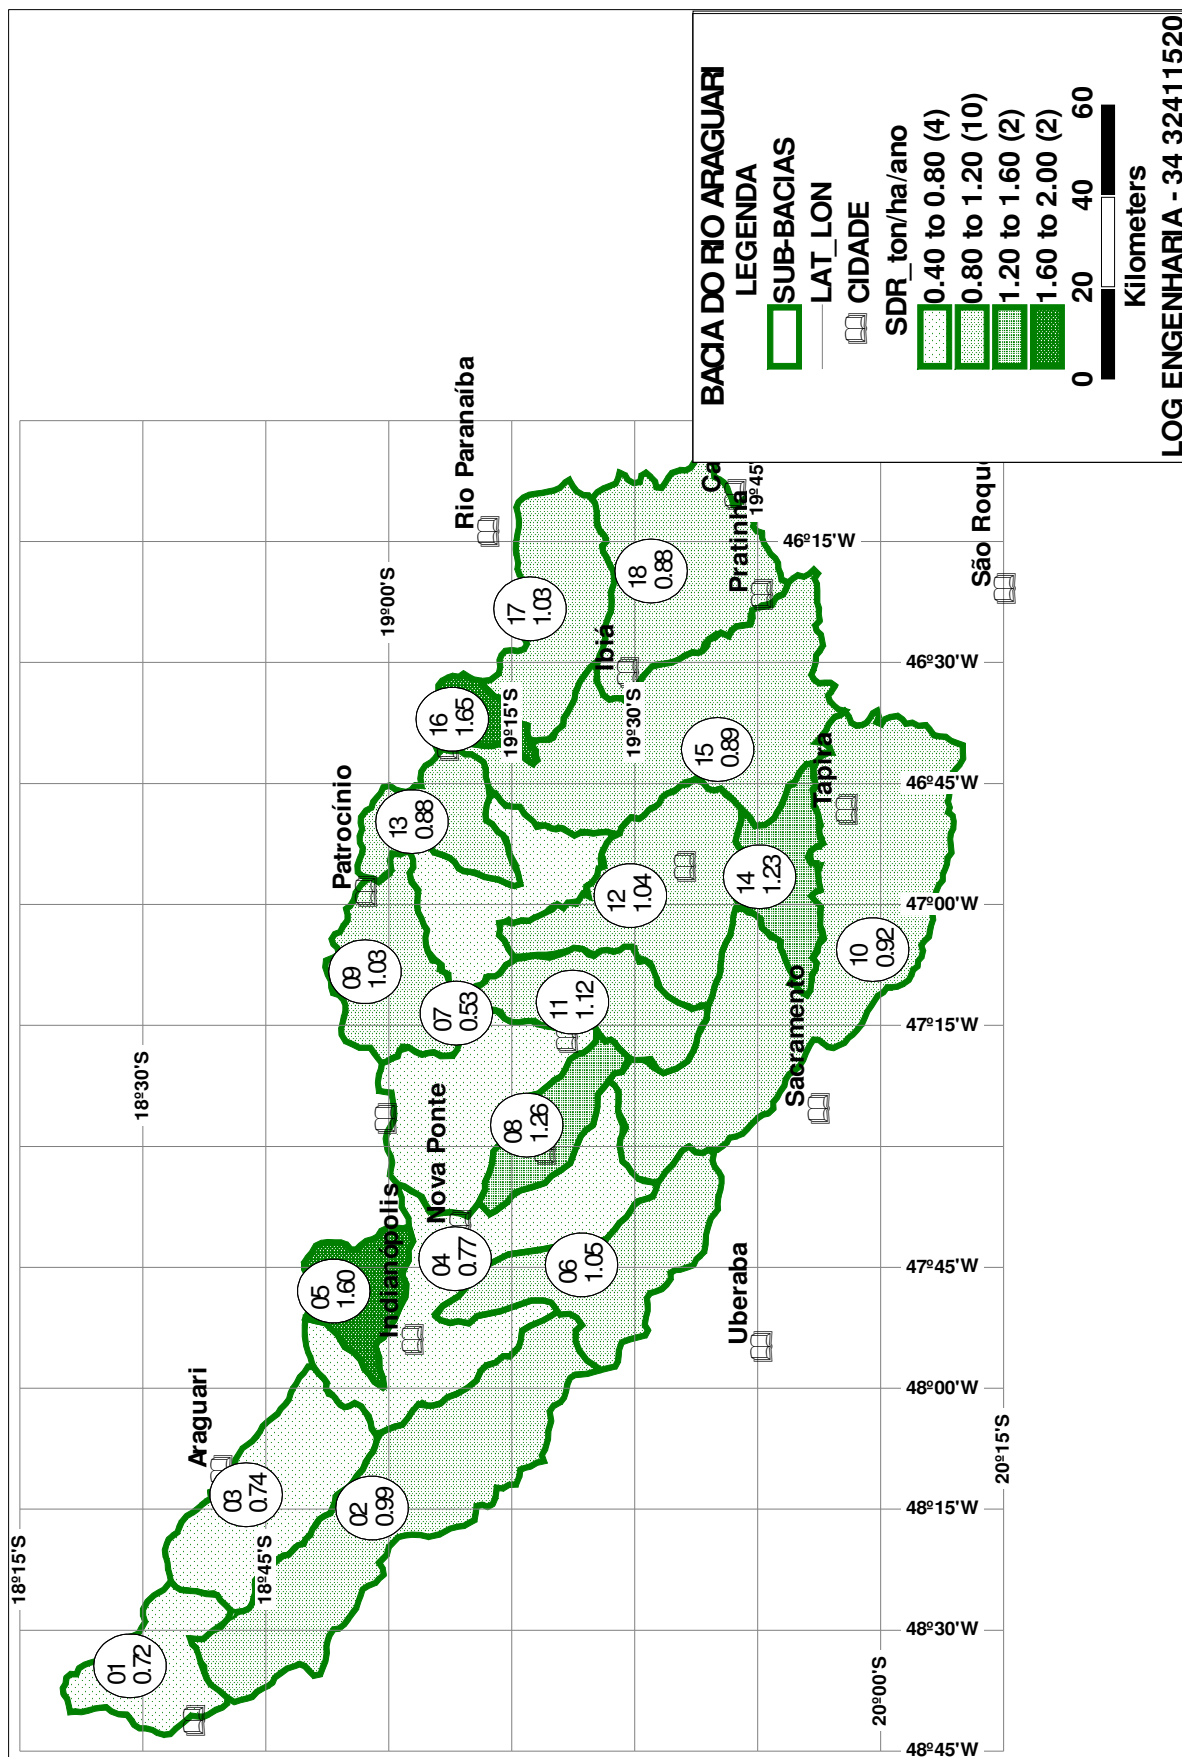 18º15'S
18º30'S
18º45'S
19º00'S
19º15'S
19º30'S
19º45'
20º00'S
20º15'S
48º45'W
48º30'W
48º15'W
48º00'W
47º45'W
47º15'W
47º00'W
46º45'W
46º30'W
46º15'W
Araguari
Indianópolis
Nova Ponte
Patrocínio
Rio Paranaíba
Ibiá
Pratinha
Ca
Tapira
Sacramento
Uberaba
São Roque
01
0.72
02
0.99
03
0.74
04
0.77
05
1.60
06
1.05
07
0.53
08
1.26
09
1.03
10
0.92
11
1.12
12
1.04
13
0.88
14
1.23
15
0.89
16
1.65
17
1.03
18
0.88
BACIA DO RIO ARAGUARI
LEGENDA
SUB-BACIAS
LAT_LON
CIDADE
SDR_ton/ha/ano
0.40 to 0.80 (4)
0.80 to 1.20 (10)
1.20 to 1.60 (2)
1.60 to 2.00 (2)
0 20 40 60
Kilometers
LOG ENGENHARIA - 34 32411520